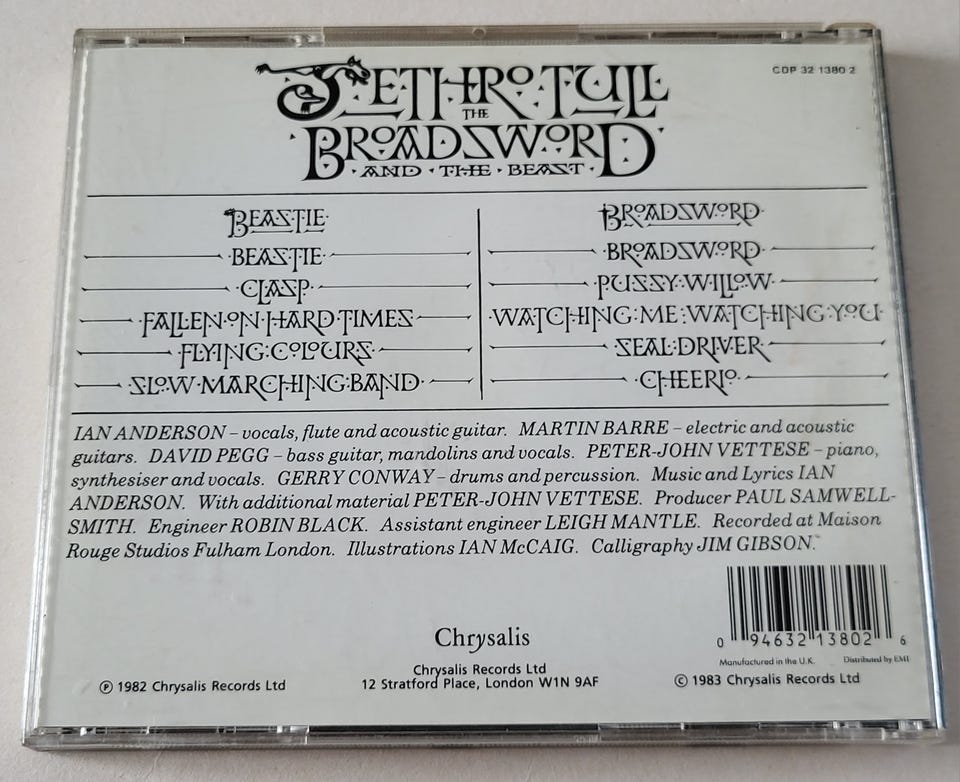 JETHRO TULL
CDP 32 1380 2
THE
BROADSWORD
AND THE BEAST
BEASTIE
BEASTIE
CLASP
FALLEN ON HARD TIMES
FLYING COLOURS
SLOW MARCHING BAND
BROADSWORD
BROADSWORD
PUSSY WILLOW
WATCHING ME WATCHING YOU
SEAL DRIVER
CHEERIO
IAN ANDERSON – vocals, flute and acoustic guitar. MARTIN BARRE – electric and acoustic
guitars. DAVID PEGG – bass guitar, mandolins and vocals. PETER-JOHN VETTESE – piano,
synthesiser and vocals. GERRY CONWAY – drums and percussion. Music and Lyrics IAN
ANDERSON. With additional material PETER-JOHN VETTESE. Producer PAUL SAMWELL-
SMITH. Engineer ROBIN BLACK. Assistant engineer LEIGH MANTLE. Recorded at Maison
Rouge Studios Fulham London. Illustrations IAN McCAIG. Calligraphy JIM GIBSON.
0 94632 13802 6
Manufactured in the U.K. Distributed by EMI
Chrysalis
Chrysalis Records Ltd
12 Stratford Place, London W1N 9AF
℗ 1982 Chrysalis Records Ltd
© 1983 Chrysalis Records Ltd